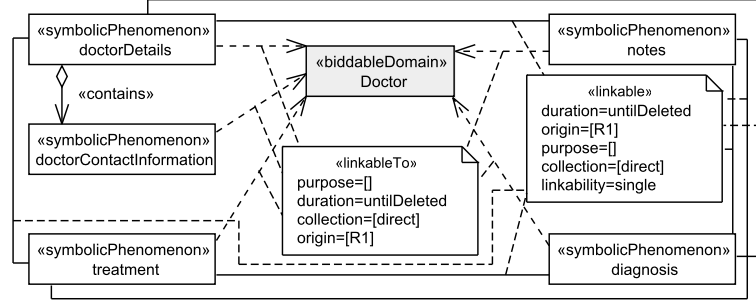 «symbolicPhenomenon»
doctorDetails
«biddableDomain»
Doctor
«symbolicPhenomenon»
notes
«contains»
«linkable»
duration=untilDeleted
origin=[R1]
purpose=[]
collection=[direct]
linkability=single
«symbolicPhenomenon»
doctorContactInformation
«linkableTo»
purpose=[]
duration=untilDeleted
collection=[direct]
origin=[R1]
«symbolicPhenomenon»
treatment
«symbolicPhenomenon»
diagnosis